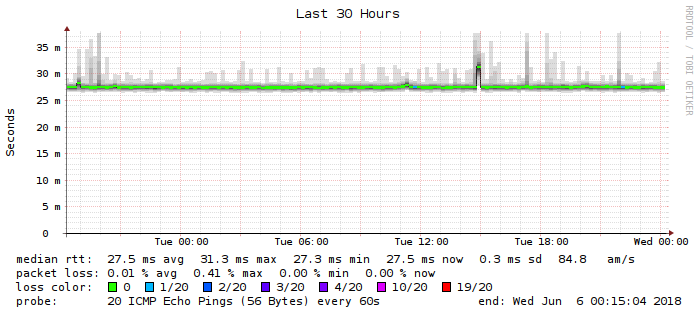 Last 30 Hours
RRDTOOL / TOBI OETIKER
Seconds
35 m
30 m
25 m
20 m
15 m
10 m
5 m
0
Tue 00:00 Tue 06:00 Tue 12:00 Tue 18:00 Wed 00:00
median rtt: 27.5 ms avg 31.3 ms max 27.3 ms min 27.5 ms now 0.3 ms sd 84.8 am/s
packet loss: 0.01 % avg 0.41 % max 0.00 % min 0.00 % now
loss color: 0 1/20 2/20 3/20 4/20 10/20 19/20
probe: 20 ICMP Echo Pings (56 Bytes) every 60s end: Wed Jun 6 00:15:04 2018